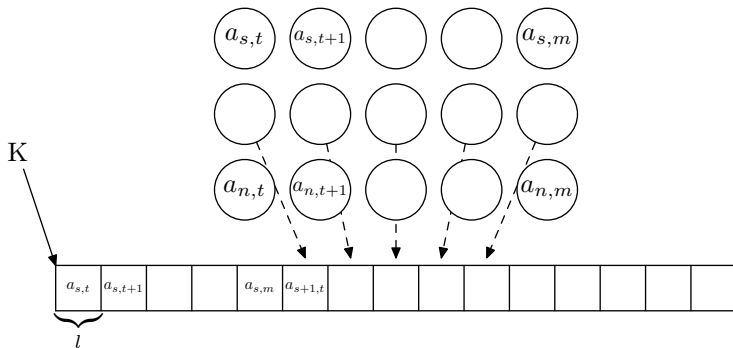 a_{s,t} a_{s,t+1} a_{s,m}
K
a_{n,t} a_{n,t+1} a_{n,m}
a_{s,t} a_{s,t+1} a_{s,m} a_{s+1,t}
l